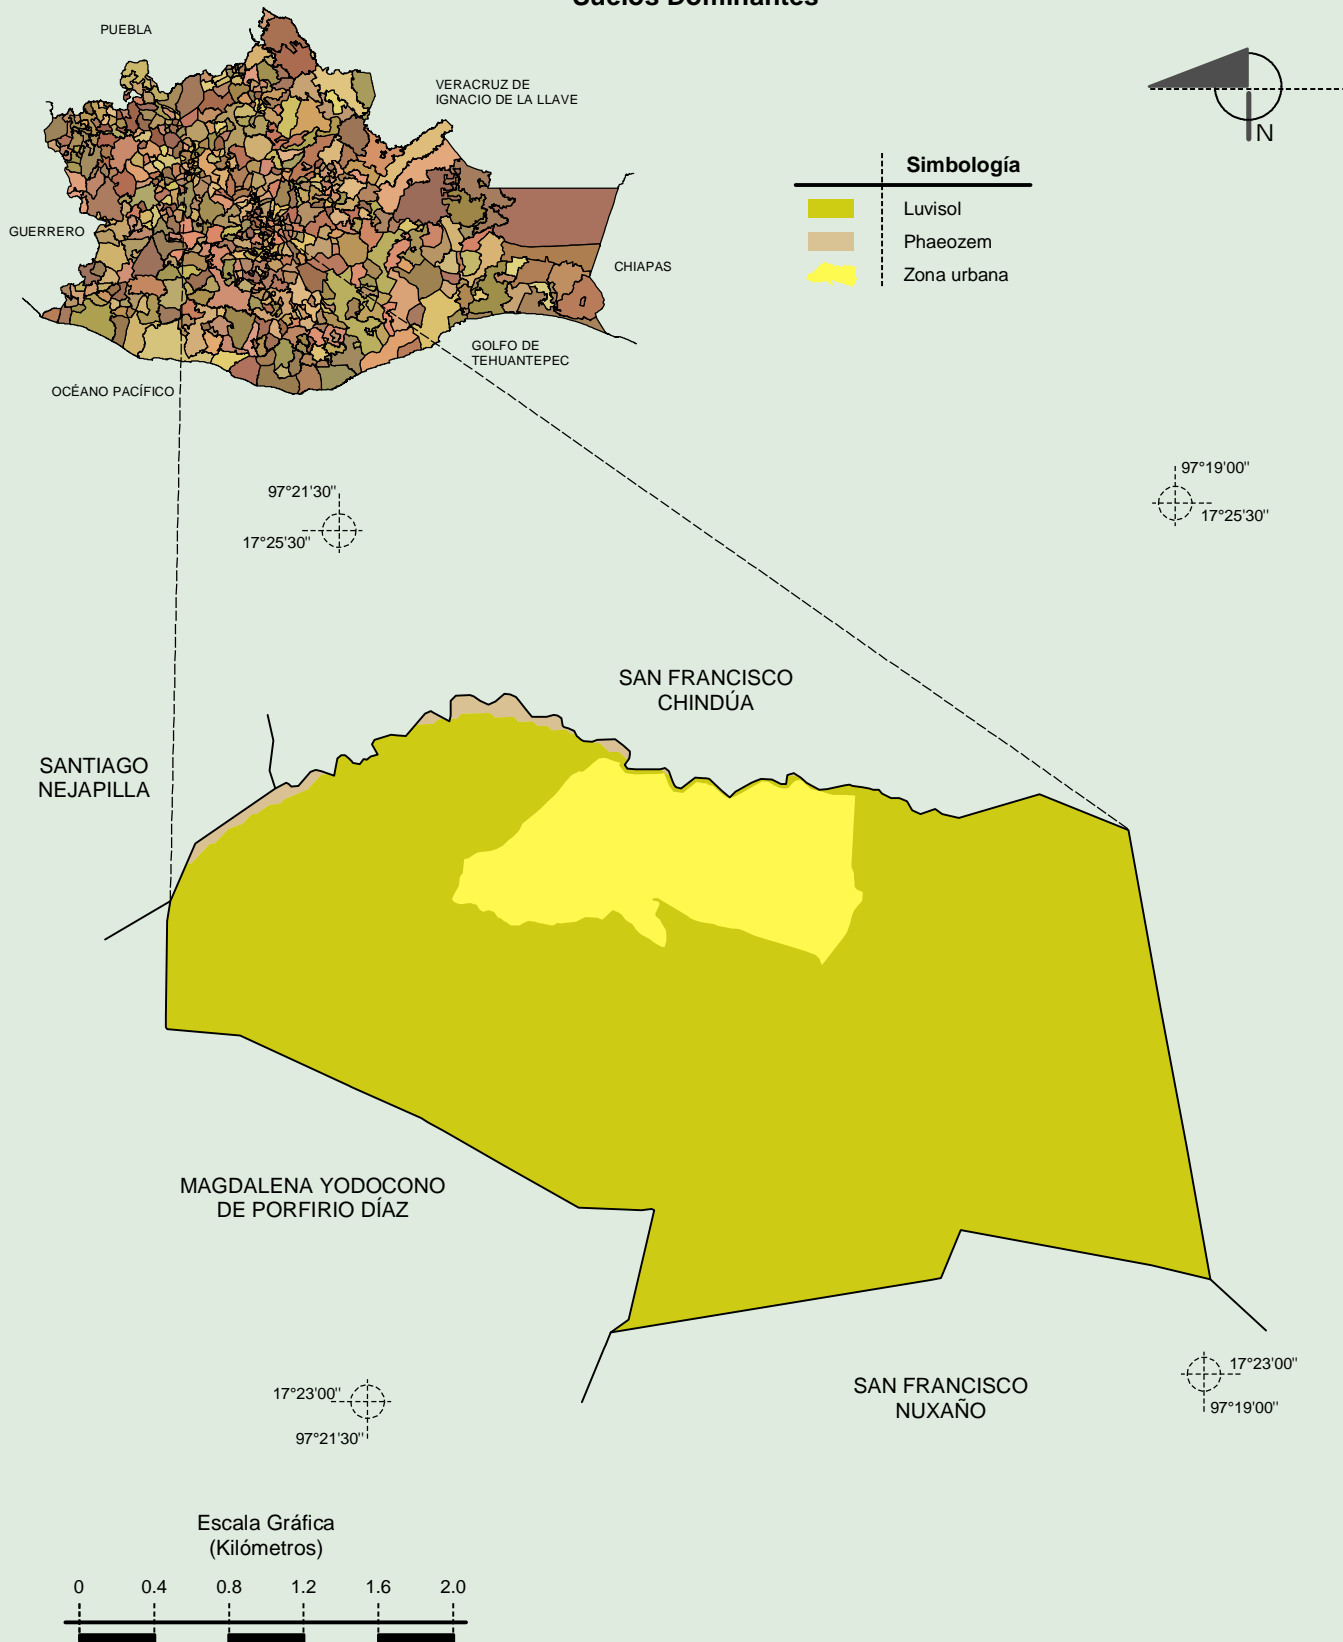 Suelos Dominantes
PUEBLA
VERACRUZ DE
IGNACIO DE LA LLAVE
N
Simbología
Luvisol
Phaeozem
Zona urbana
GUERRERO
CHIAPAS
GOLFO DE
TEHUANTEPEC
OCÉANO PACÍFICO
97°21'30"
17°25'30"
97°19'00"
17°25'30"
SAN FRANCISCO
CHINDÚA
SANTIAGO
NEJAPILLA
MAGDALENA YODOCONO
DE PORFIRIO DÍAZ
SAN FRANCISCO
NUXAÑO
17°23'00"
97°21'30"
17°23'00"
97°19'00"
Escala Gráfica
(Kilómetros)
0 0.4 0.8 1.2 1.6 2.0